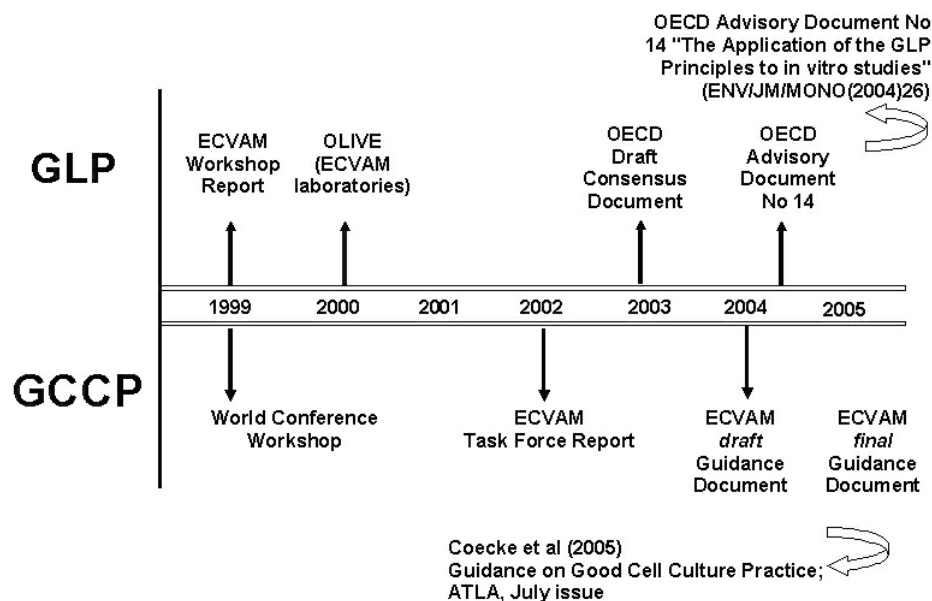 OECD Advisory Document No
14 "The Application of the GLP
Principles to in vitro studies"
(ENV/JM/MONO(2004)26)
GLP
ECVAM
Workshop
Report
OLIVE
(ECVAM
laboratories)
OECD
Draft
Consensus
Document
OECD
Advisory
Document
No 14
1999 2000 2001 2002 2003 2004 2005
GCCP
World Conference
Workshop
ECVAM
Task Force Report
ECVAM
draft
Guidance
Document
ECVAM
final
Guidance
Document
Coecke et al (2005)
Guidance on Good Cell Culture Practice;
ATLA, July issue